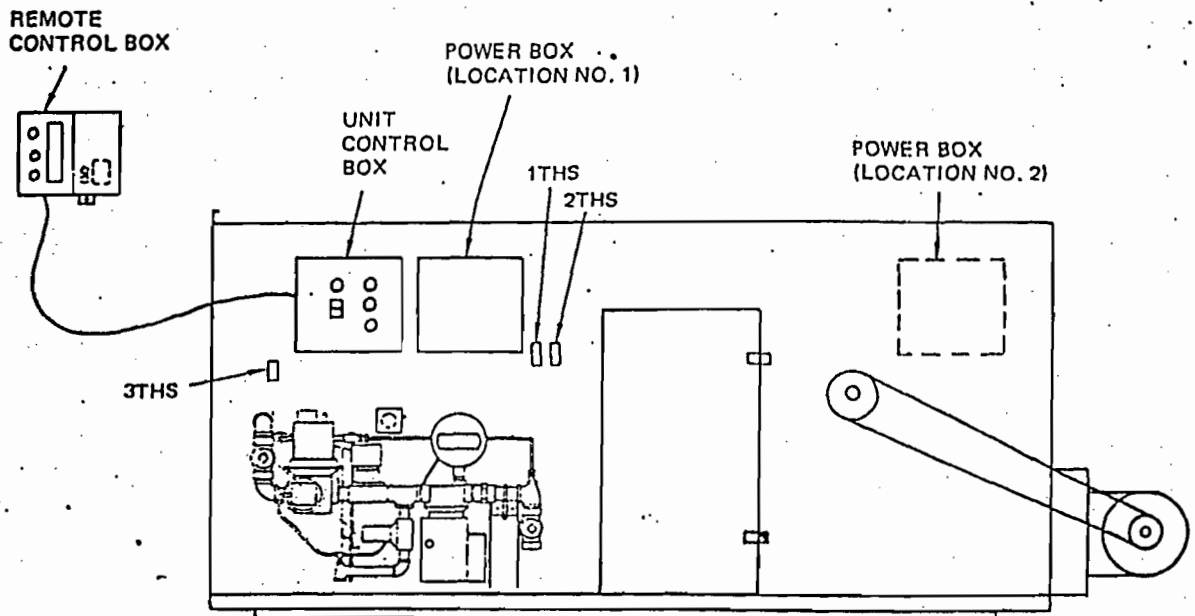 REMOTE
CONTROL BOX
POWER BOX
(LOCATION NO. 1)
UNIT
CONTROL
BOX
1THS
2THS
POWER BOX
(LOCATION NO. 2)
3THS